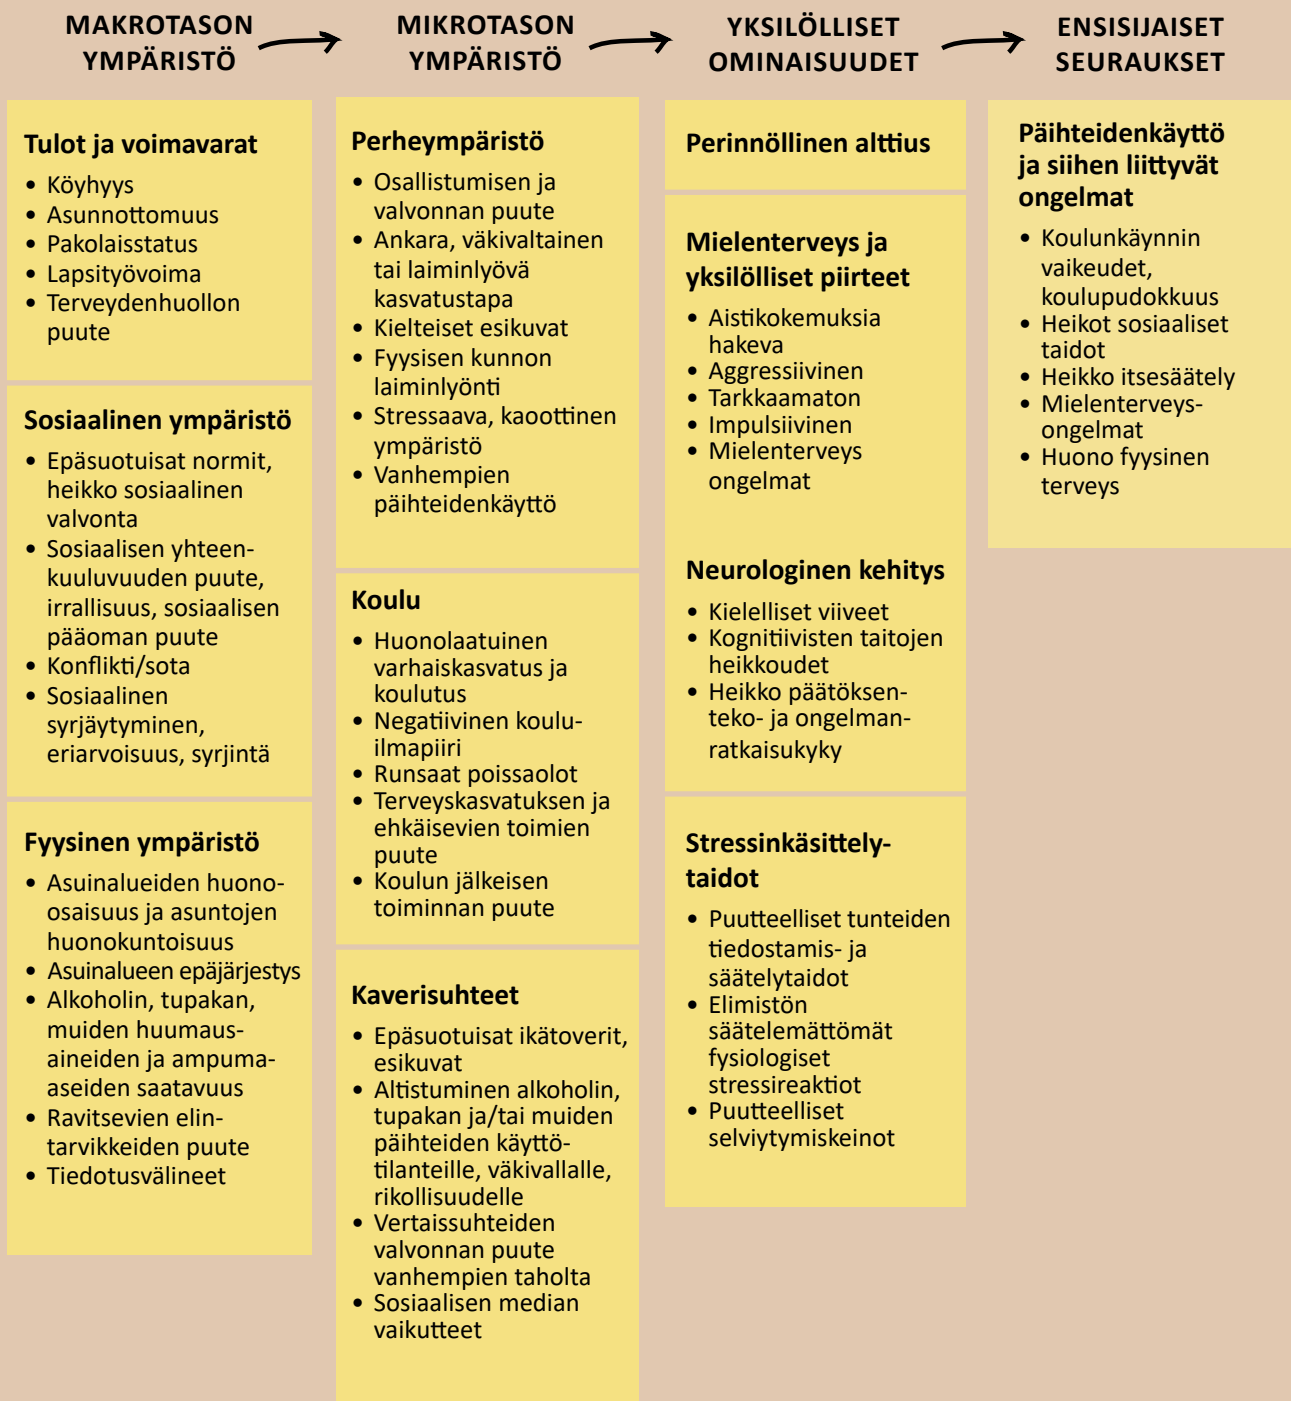 MAKROTASON
YMPÄRISTÖ
MIKROTASON
YMPÄRISTÖ
YKSILÖLLISET
OMINAISUUDET
ENSISIJAISET
SEURAUKSET
Tulot ja voimavarat
• Köyhyys
• Asunnottomuus
• Pakolaisstatus
• Lapsityövoima
• Terveydenhuollon
puute
Sosiaalinen ympäristö
• Epäsuotuisat normit,
heikko sosiaalinen
valvonta
• Sosiaalisen yhteen-
kuuluvuuden puute,
irrallisuus, sosiaalisen
pääoman puute
• Konflikti/sota
• Sosiaalinen
syrjäytyminen,
eriarvoisuus, syrjintä
Fyysinen ympäristö
• Asuinalueiden huono-
osaisuus ja asuntojen
huonokuntoisuus
• Asuinalueen epäjärjestys
• Alkoholin, tupakan,
muiden huumaus-
aineiden ja ampuma-
aseiden saatavuus
• Ravitsevien elin-
tarvikkeiden puute
• Tiedotusvälineet
Perheympäristö
• Osallistumisen ja
valvonnan puute
• Ankara, väkivaltainen
tai laiminlyövä
kasvatustapa
• Kielteiset esikuvat
• Fyysisen kunnon
laiminlyönti
• Stressaava, kaoottinen
ympäristö
• Vanhempien
päihteidenkäyttö
Koulu
• Huonolaatuinen
varhaiskasvatus ja
koulutus
• Negatiivinen koulu-
ilmapiiri
• Runsaat poissaolot
• Terveyskasvatuksen ja
ehkäisevien toimien
puute
• Koulun jälkeisen
toiminnan puute
Kaverisuhteet
• Epäsuotuisat ikätoverit,
esikuvat
• Altistuminen alkoholin,
tupakan ja/tai muiden
päihteiden käyttö-
tilanteille, väkivallalle,
rikollisuudelle
• Vertaissuhteiden
valvonnan puute
vanhempien taholta
• Sosiaalisen median
vaikutteet
Perinnöllinen alttius
Mielenterveys ja
yksilölliset piirteet
• Aistikokemuksia
hakeva
• Aggressiivinen
• Tarkkaamaton
• Impulsiivinen
• Mielenterveys
ongelmat
Neurologinen kehitys
• Kielelliset viiveet
• Kognitiivisten taitojen
heikkoudet
• Heikko päätöksen-
teko- ja ongelman-
ratkaisukyky
Stressinkäsittely-
taidot
• Puutteelliset tunteiden
tiedostamis- ja
säätelytaidot
• Elimistön
säätelemättömät
fysiologiset
stressireaktiot
• Puutteelliset
selviytymiskeinot
Päihteidenkäyttö
ja siihen liittyvät
ongelmat
• Koulunkäynnin
vaikeudet,
koulupudokkuus
• Heikot sosiaaliset
taidot
• Heikko itsesäätely
• Mielenterveys-
ongelmat
• Huono fyysinen
terveys